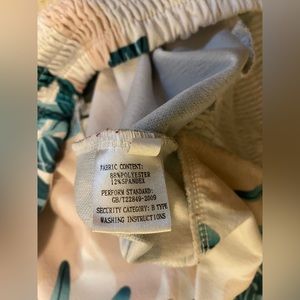 FABRIC CONTENT:
88%POLYESTER
12%SPANDEX
PERFORM STANDARD:
GB/T22849-2009
SECURITY CATEGORY: B TYPE
WASHING INSTRUCTIONS